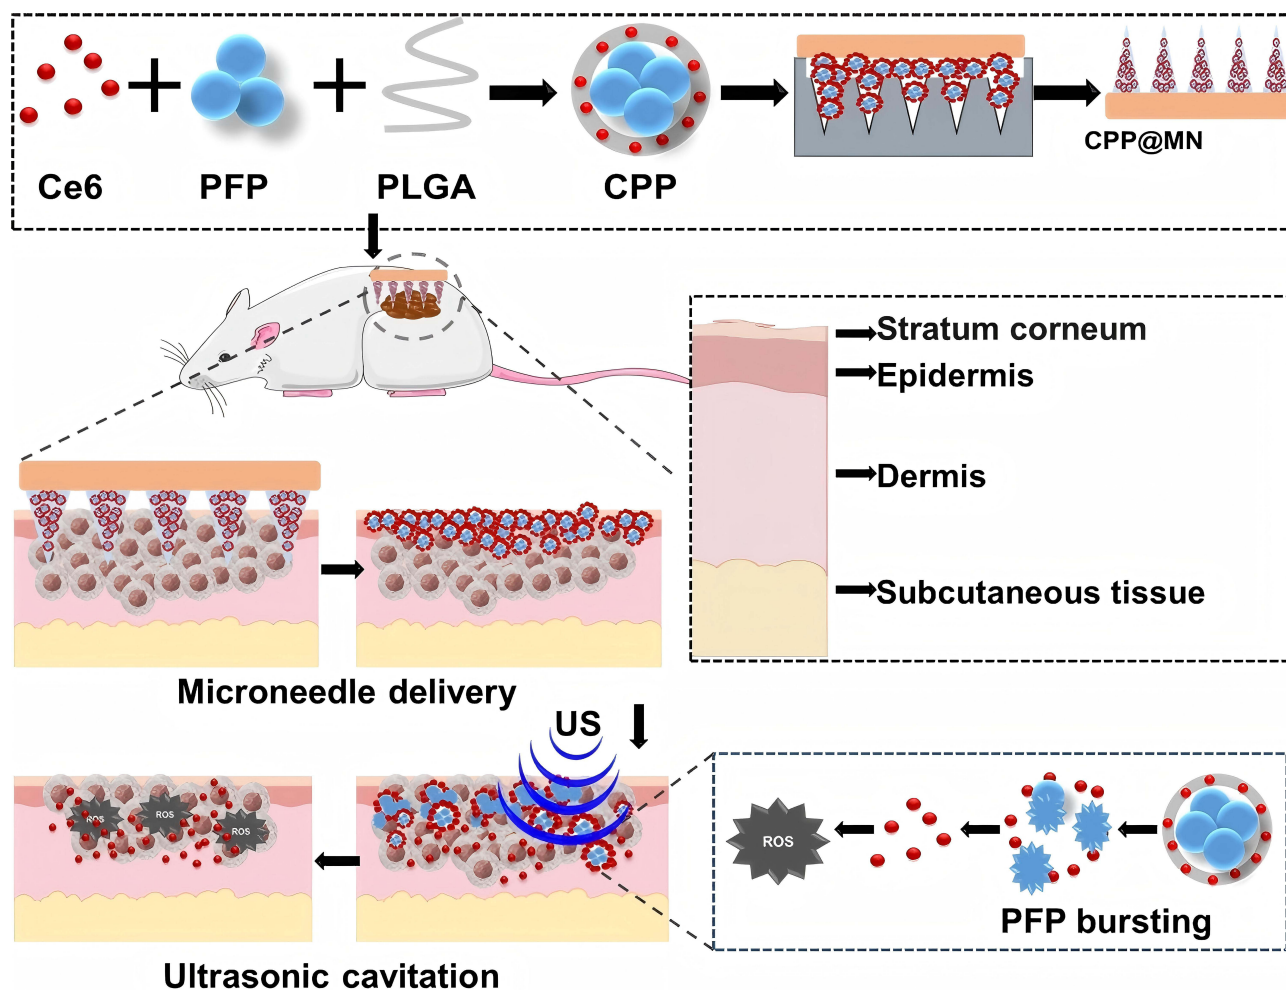 Ce6
PFP
PLGA
CPP
CPP@MN
Stratum corneum
Epidermis
Dermis
Subcutaneous tissue
Microneedle delivery
US
ROS
ROS
ROS
ROS
PFP bursting
Ultrasonic cavitation